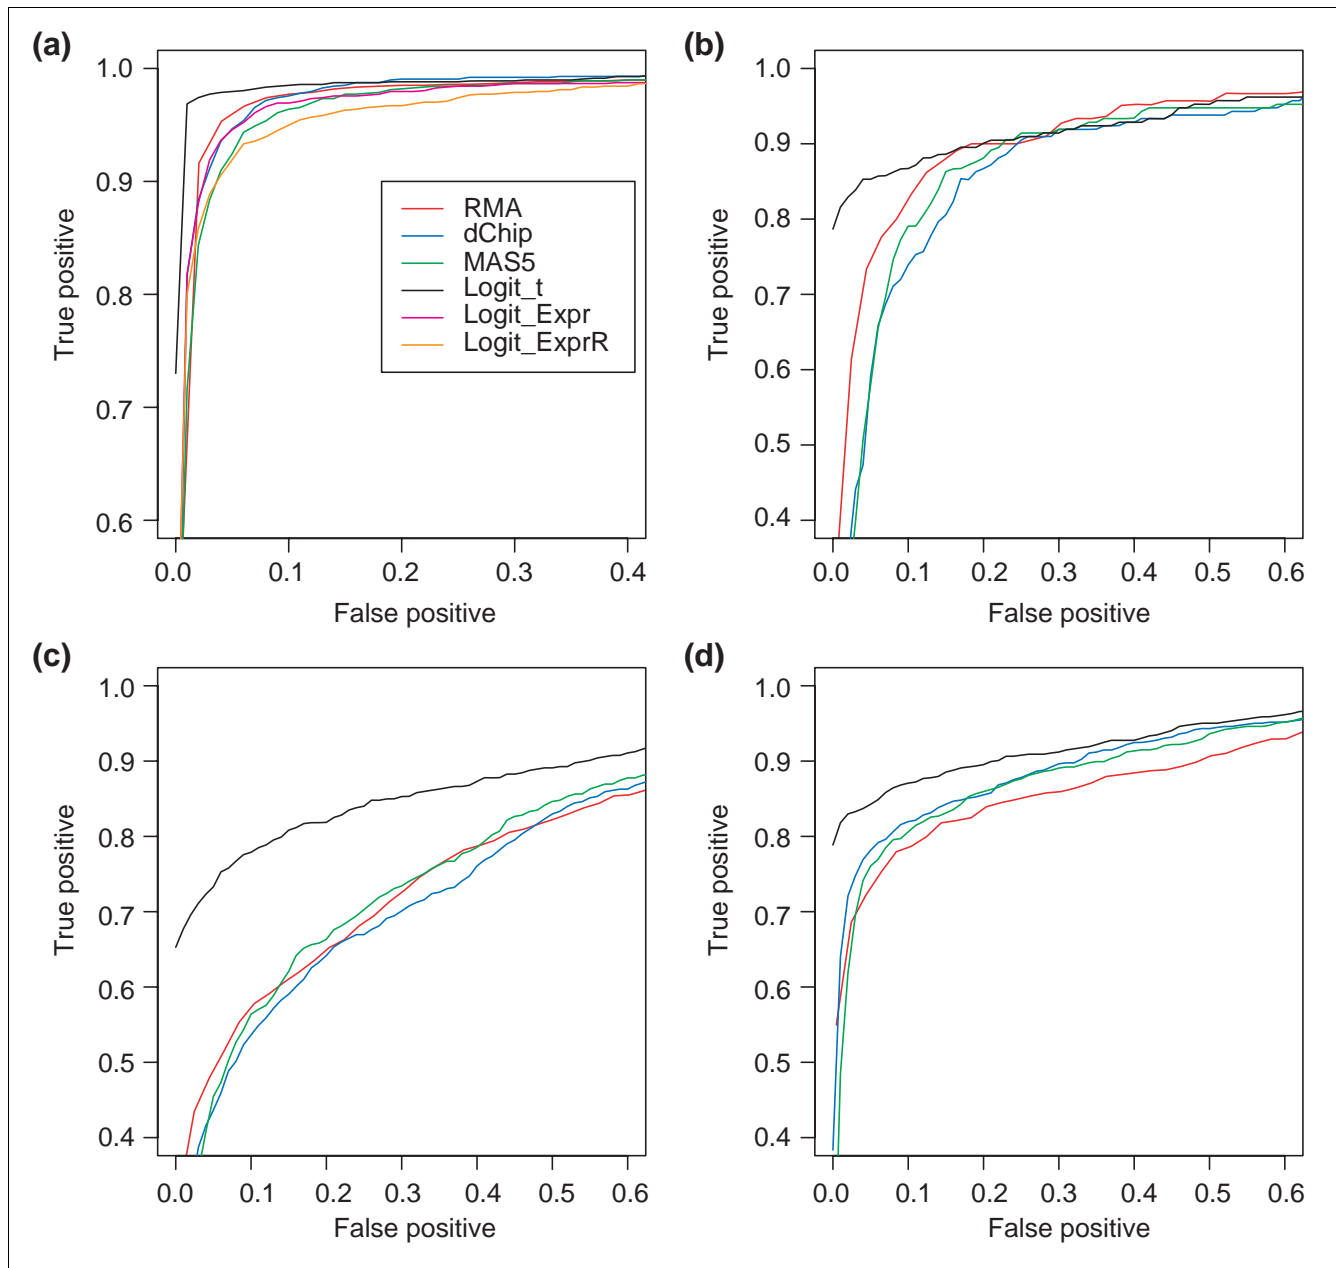 (a)
True positive
1.0
0.9
0.8
0.7
0.6
RMA
dChip
MAS5
Logit_t
Logit_Expr
Logit_ExprR
0.0 0.1 0.2 0.3 0.4
False positive
(b)
True positive
1.0
0.9
0.8
0.7
0.6
0.5
0.4
0.0 0.1 0.2 0.3 0.4 0.5 0.6
False positive
(c)
True positive
1.0
0.9
0.8
0.7
0.6
0.5
0.4
0.0 0.1 0.2 0.3 0.4 0.5 0.6
False positive
(d)
True positive
1.0
0.9
0.8
0.7
0.6
0.5
0.4
0.0 0.1 0.2 0.3 0.4 0.5 0.6
False positive